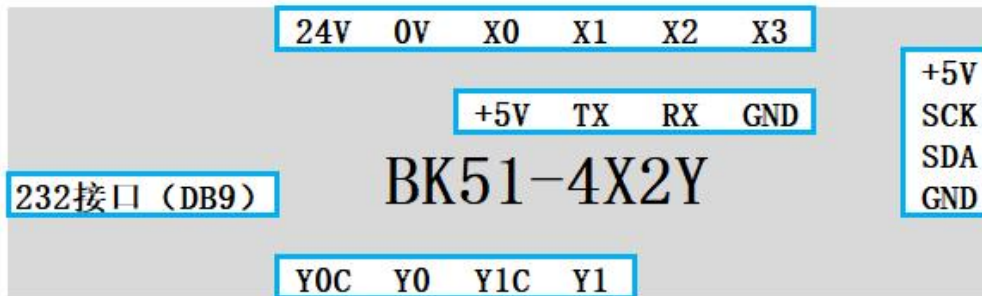 24V 0V X0 X1 X2 X3
+5V TX RX GND
+5V
SCK
SDA
GND
BK51-4X2Y
232接口（DB9）
Y0C Y0 Y1C Y1